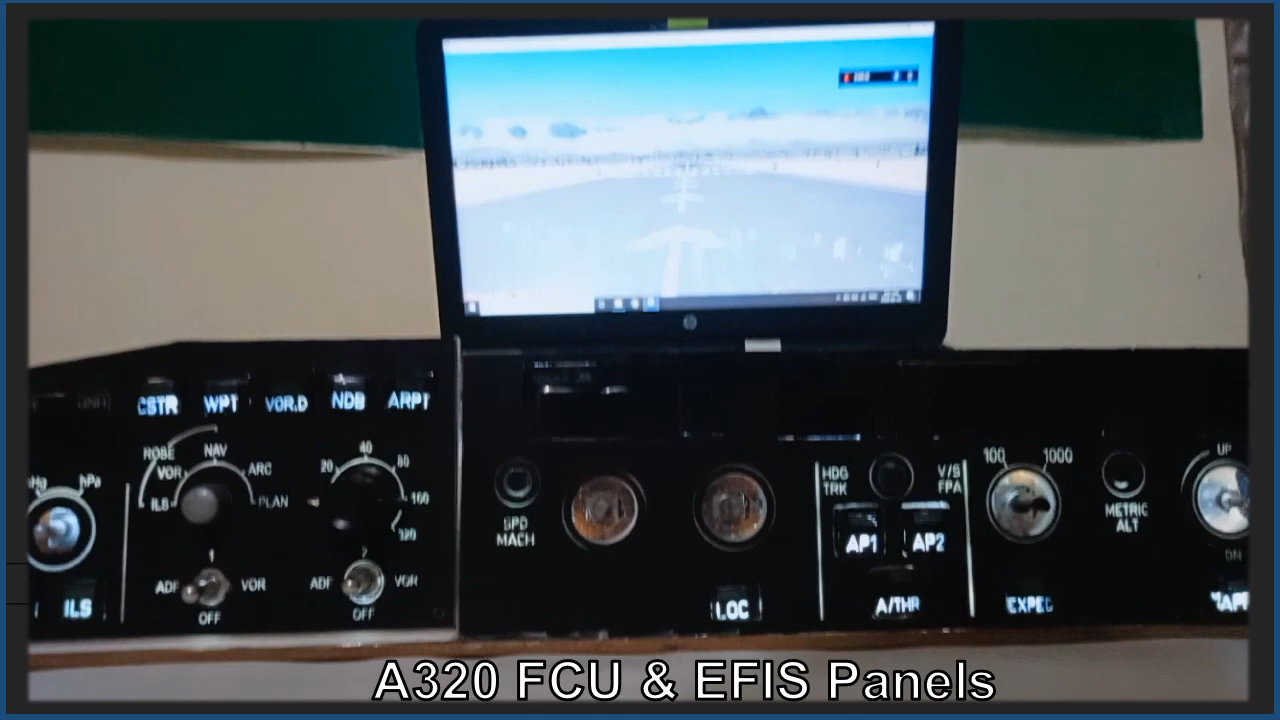 CSTR WPT VOR.D NDB ARPT
ROSE
NAV
VOR
ARC
ILS
PLAN
20
40
80
160
320
hPa
1
ADF
VOR
OFF
2
ADF
VOR
OFF
ILS
SPD
MACH
LOC
HDG
TRK
V/S
FPA
AP1
AP2
A/THR
100
1000
EXPED
METRIC
ALT
UP
DN
hp
A320 FCU & EFIS Panels